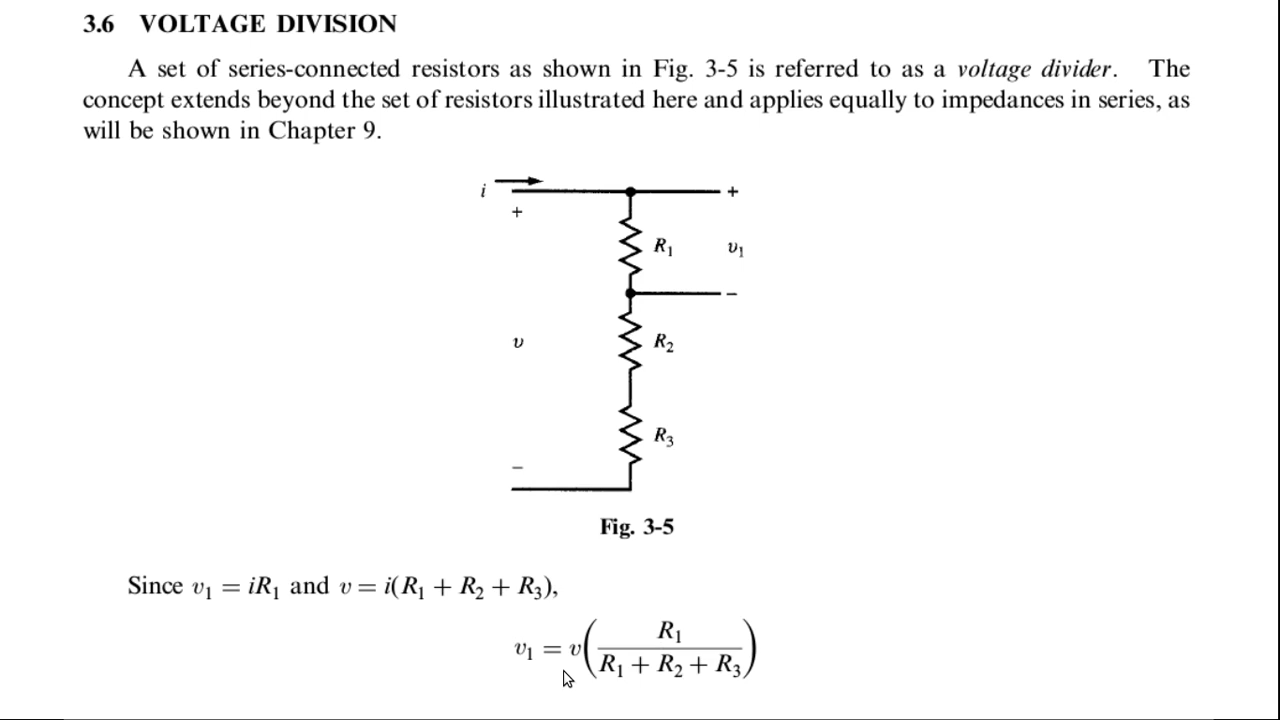 3.6 VOLTAGE DIVISION
A set of series-connected resistors as shown in Fig. 3-5 is referred to as a voltage divider. The
concept extends beyond the set of resistors illustrated here and applies equally to impedances in series, as
will be shown in Chapter 9.
i
+
+
R₁
υ₁
−
υ
R₂
R₃
−
Fig. 3-5
Since υ₁ = iR₁ and υ = i(R₁ + R₂ + R₃),
υ₁ = υ(R₁ / (R₁ + R₂ + R₃))